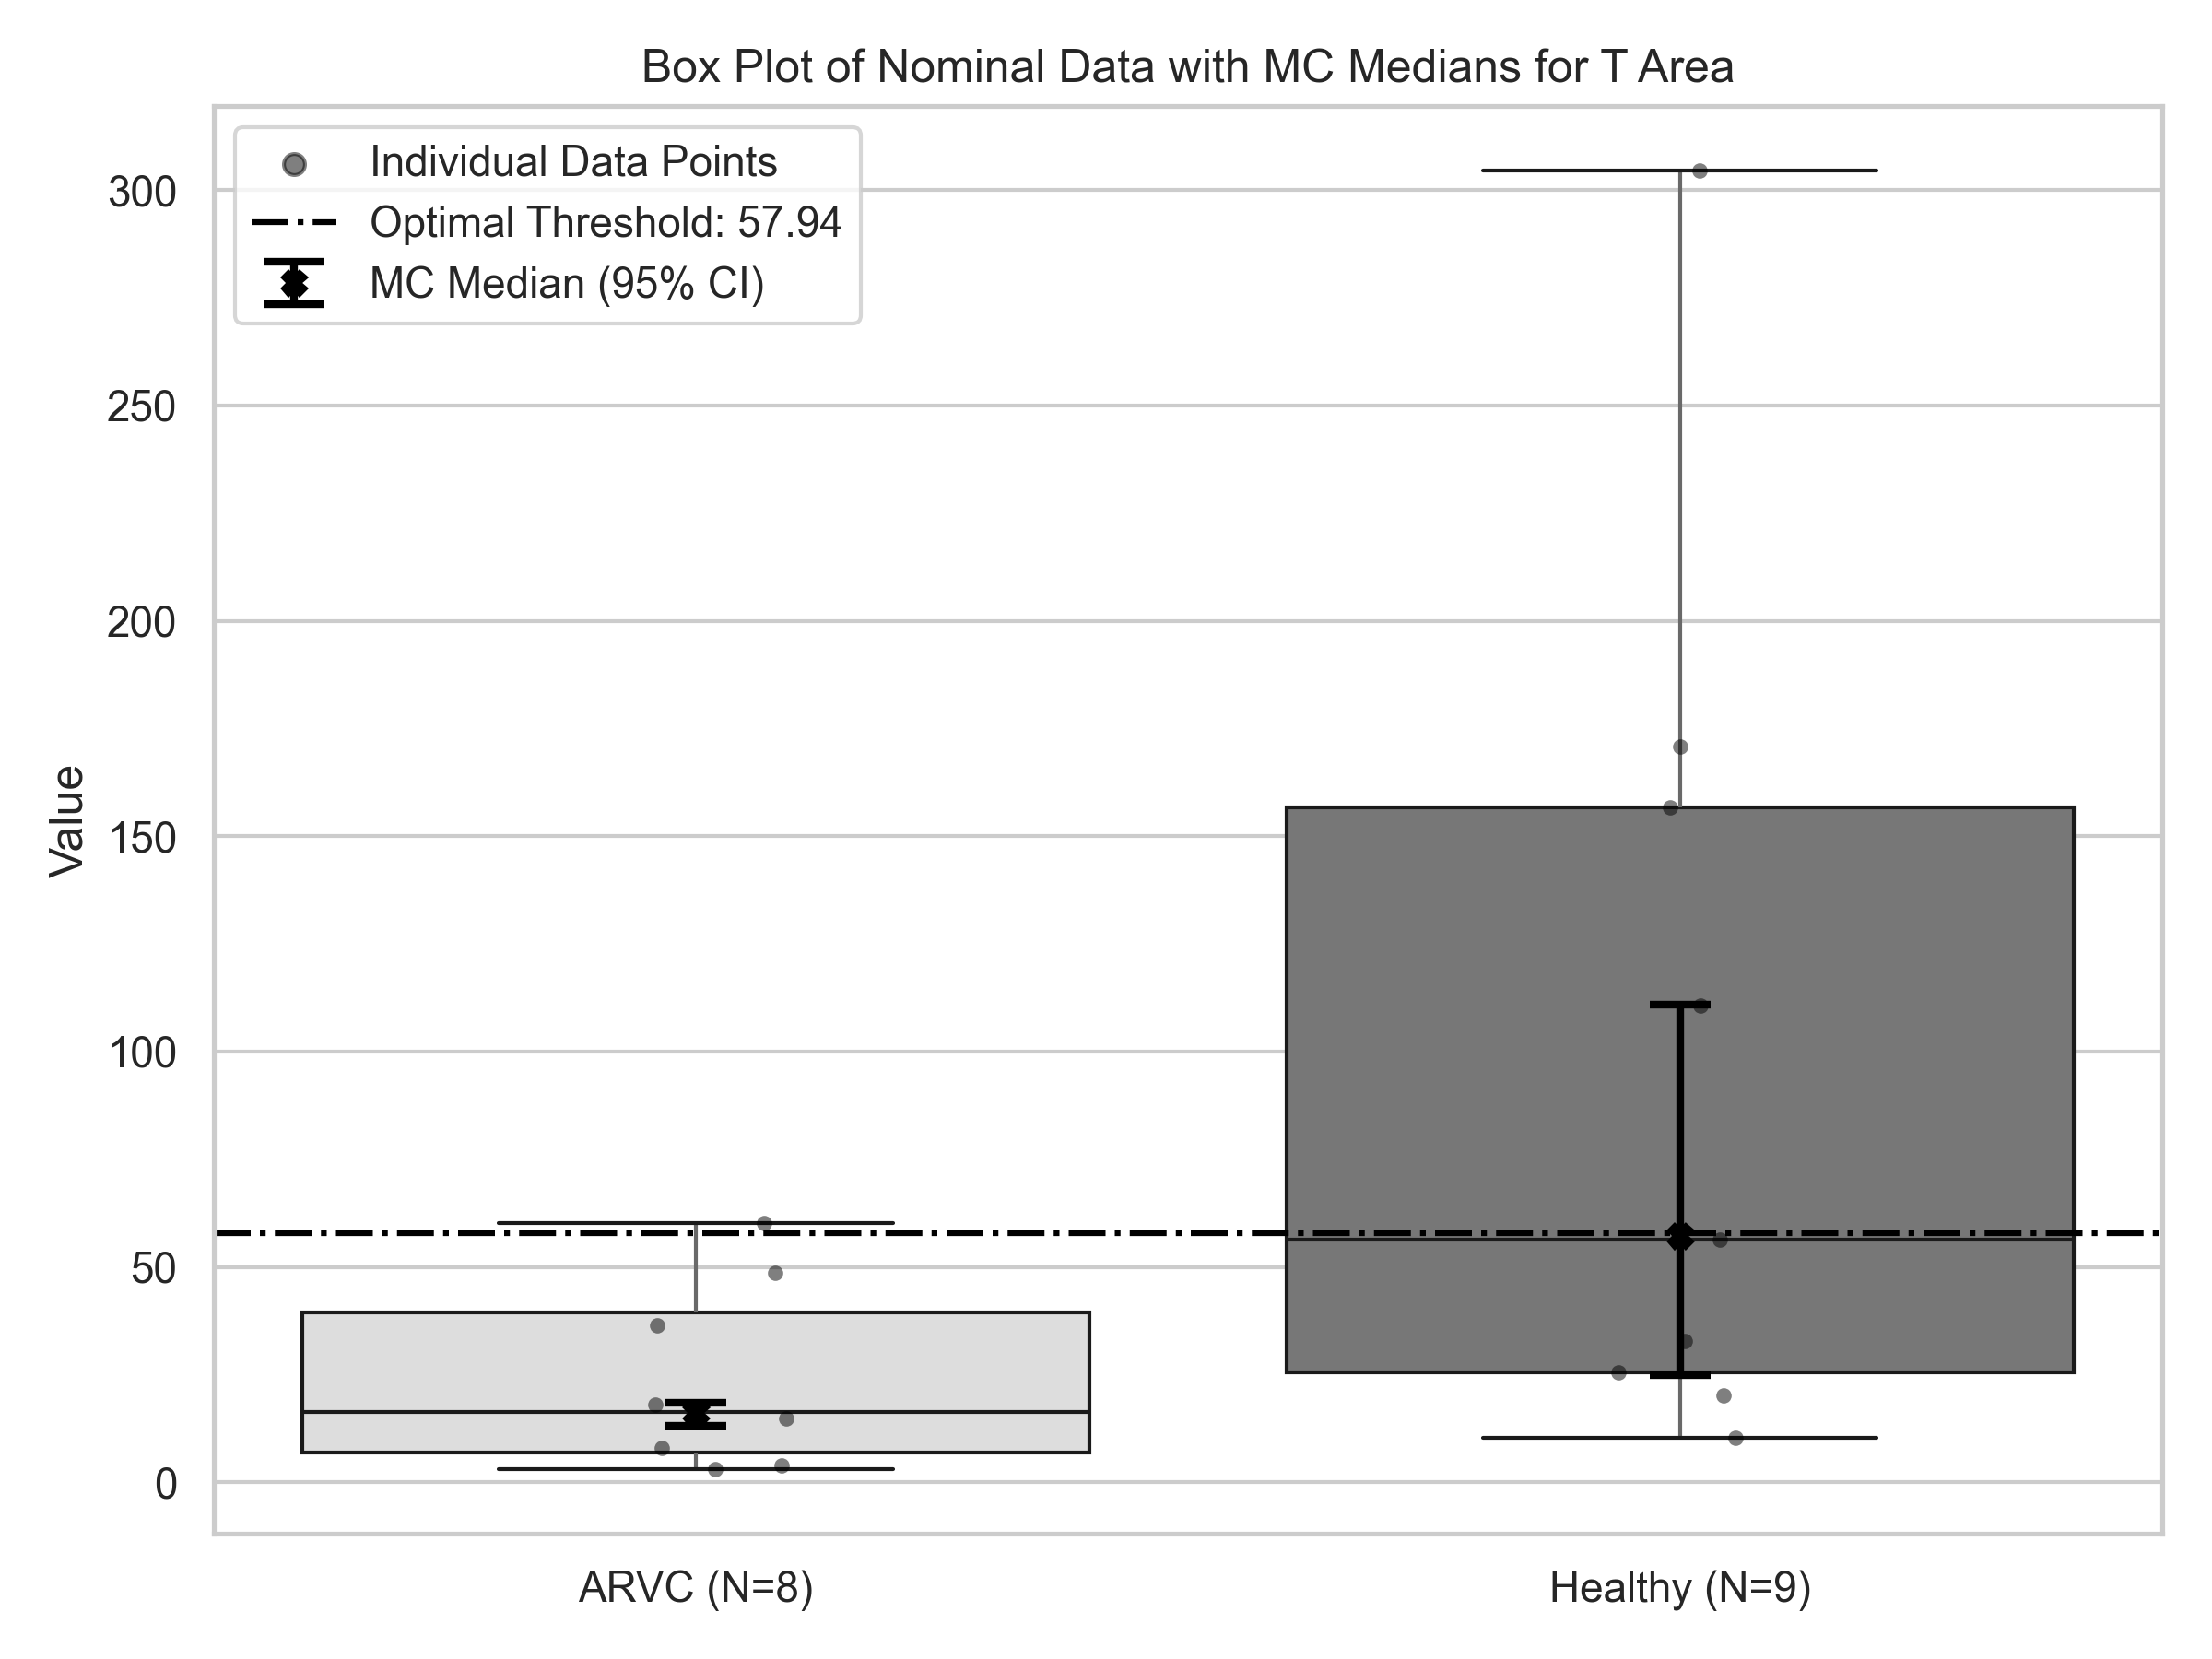 Box Plot of Nominal Data with MC Medians for T Area
Individual Data Points
Optimal Threshold: 57.94
MC Median (95% CI)
Value
300
250
200
150
100
50
0
ARVC (N=8)
Healthy (N=9)